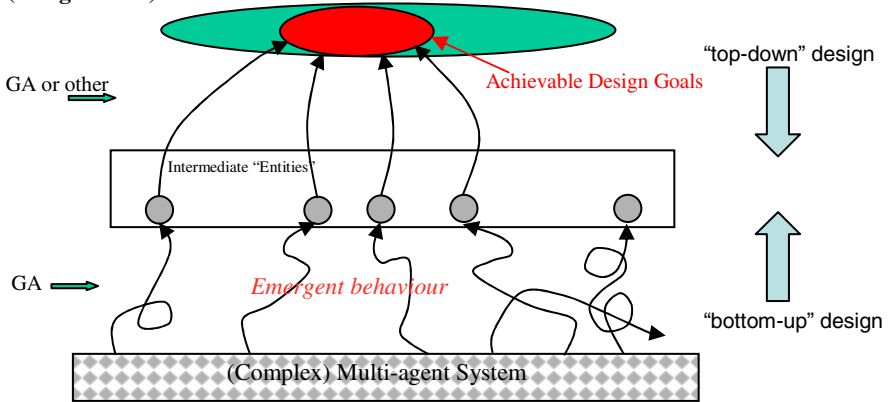 “top-down” design
GA or other
Achievable Design Goals
Intermediate “Entities”
GA
Emergent behaviour
“bottom-up” design
(Complex) Multi-agent System